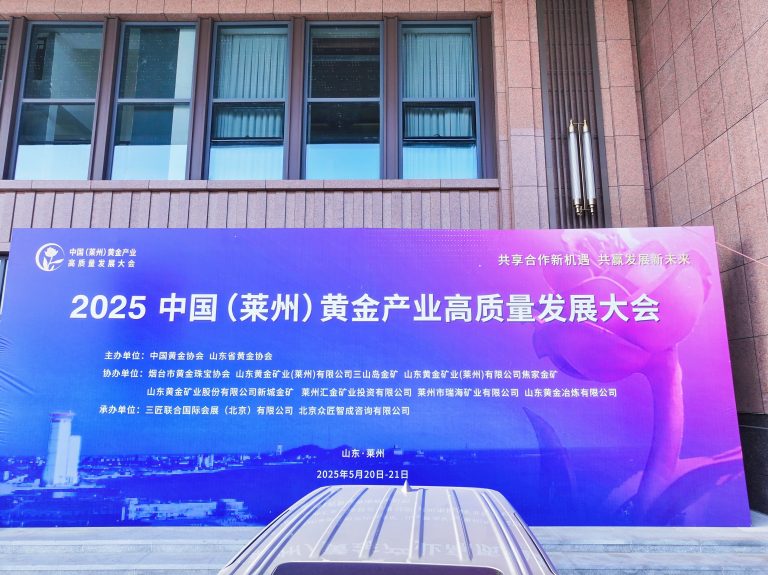 中国(莱州)黄金产业
高质量发展大会
共享合作新机遇 共赢发展新未来
2025 中国(莱州)黄金产业高质量发展大会
主办单位：中国黄金协会 山东省黄金协会
协办单位：烟台市黄金珠宝协会 山东黄金矿业(莱州)有限公司三山岛金矿 山东黄金矿业(莱州)有限公司焦家金矿
山东黄金矿业股份有限公司新城金矿 莱州汇金矿业投资有限公司 莱州市瑞海矿业有限公司 山东黄金冶炼有限公司
承办单位：三匠联合国际会展（北京）有限公司 北京众匠智成咨询有限公司
山东·莱州
2025年5月20日-21日